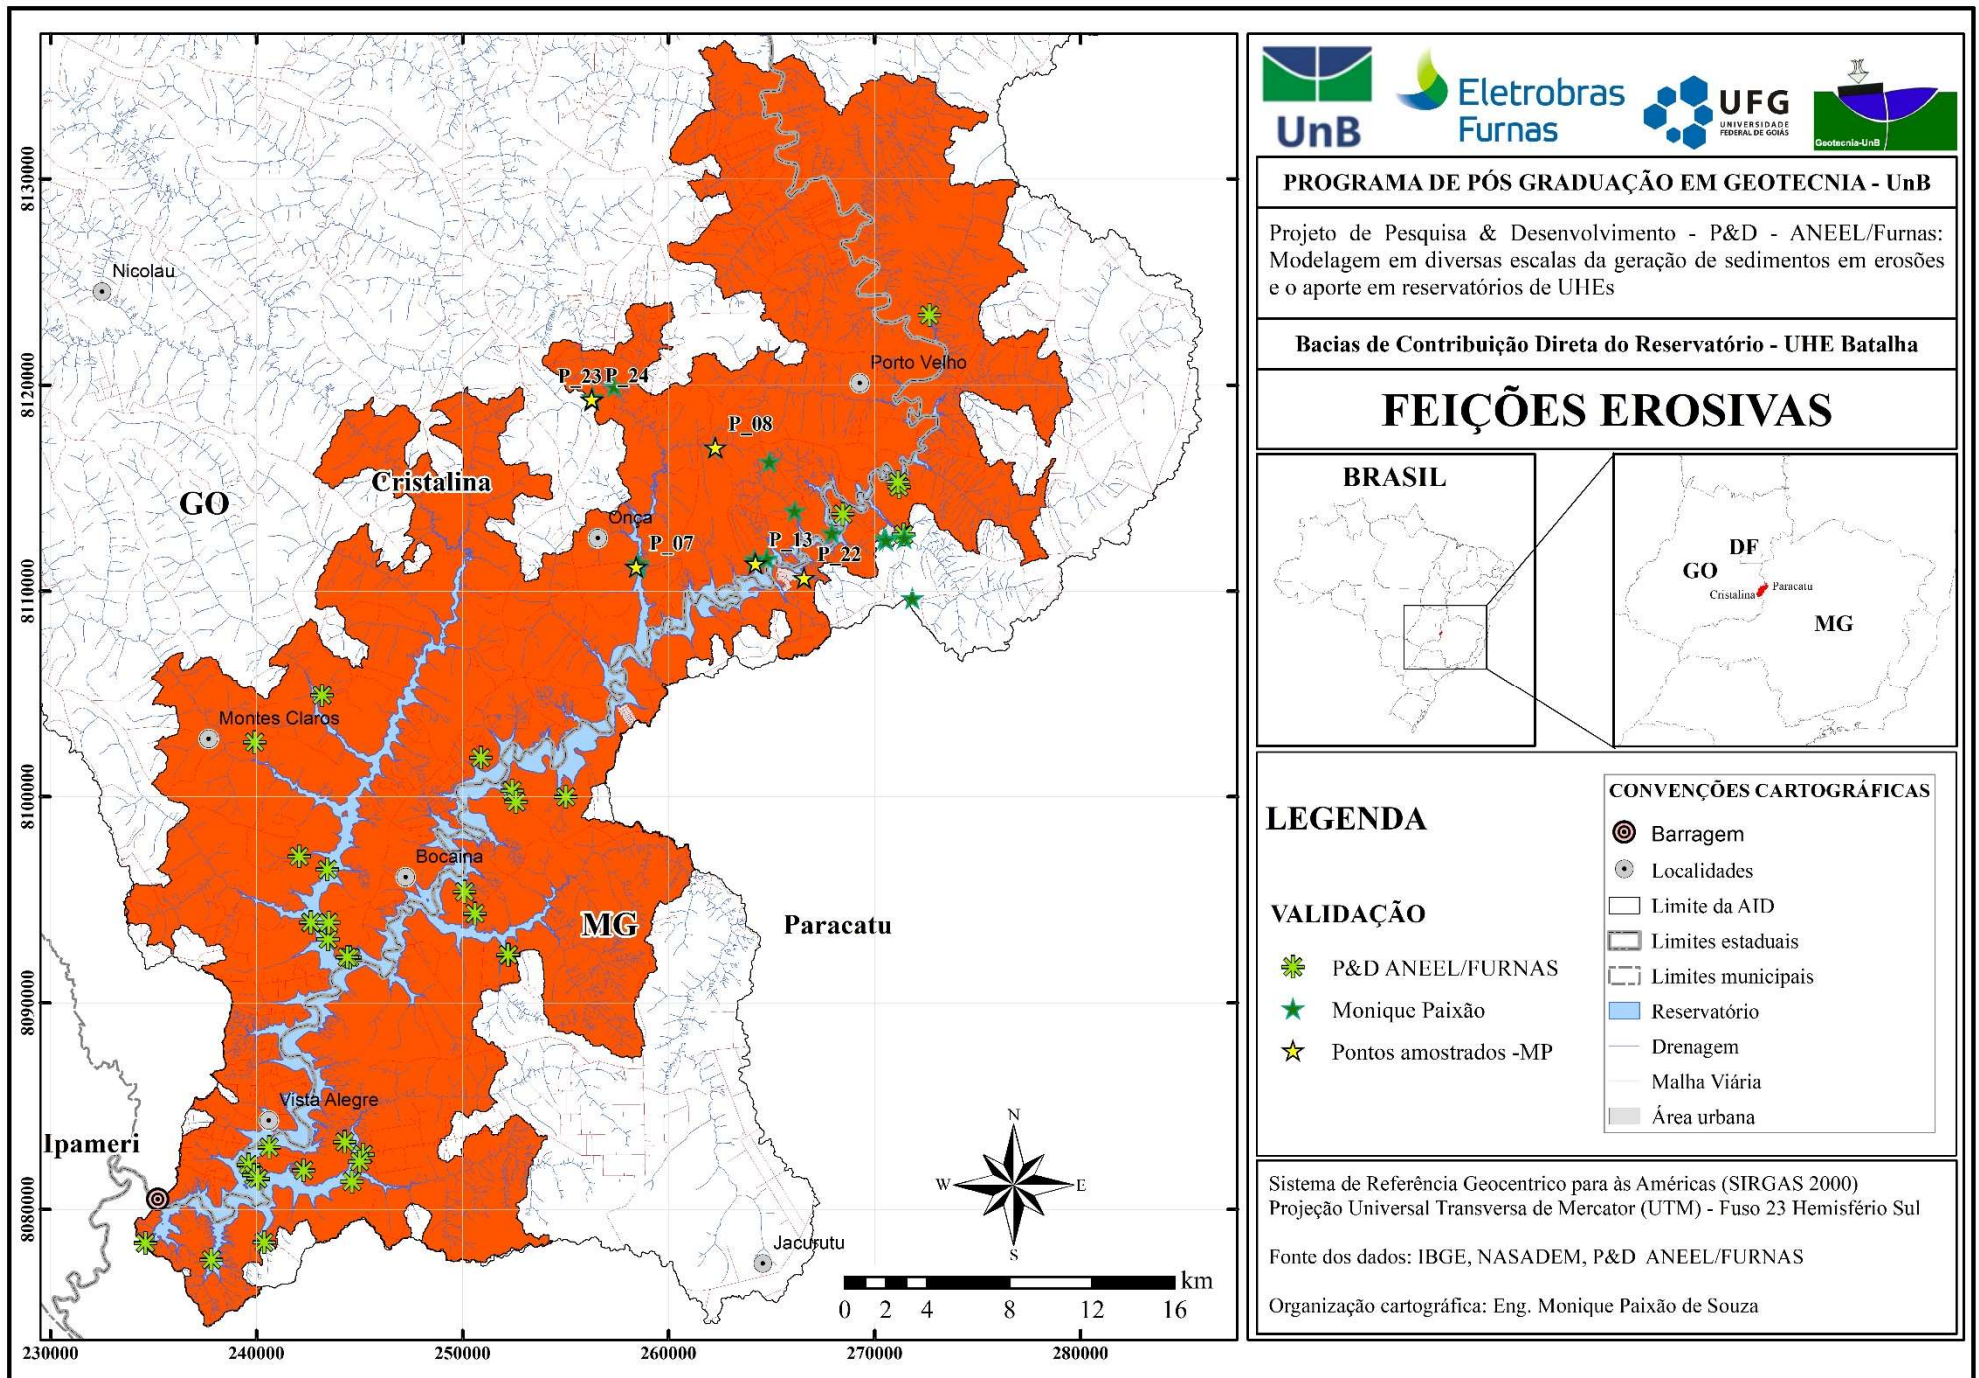 8130000
8120000
8110000
8100000
8090000
8080000
230000
240000
250000
260000
270000
280000
Nicolau
Porto Velho
P_23
P_24
P_08
Cristalina
GO
Onça
P_07
P_13
P_22
Montes Claros
Bocaina
MG
Paracatu
Vista Alegre
Ipameri
Jacurutu
N
W
E
S
km
0 2 4 8 12 16
UnB
Eletrobras
Furnas
UFG
UNIVERSIDADE
FEDERAL DE GOIÁS
Geotecnia-UnB
PROGRAMA DE PÓS GRADUAÇÃO EM GEOTECNIA - UnB
Projeto de Pesquisa & Desenvolvimento - P&D - ANEEL/Furnas:
Modelagem em diversas escalas da geração de sedimentos em erosões
e o aporte em reservatórios de UHEs
Bacias de Contribuição Direta do Reservatório - UHE Batalha
FEIÇÕES EROSIVAS
BRASIL
DF
GO
Paracatu
Cristalina
MG
LEGENDA
VALIDAÇÃO
P&D ANEEL/FURNAS
Monique Paixão
Pontos amostrados -MP
CONVENÇÕES CARTOGRÁFICAS
Barragem
Localidades
Limite da AID
Limites estaduais
Limites municipais
Reservatório
Drenagem
Malha Viária
Área urbana
Sistema de Referência Geocentrico para às Américas (SIRGAS 2000)
Projeção Universal Transversa de Mercator (UTM) - Fuso 23 Hemisfério Sul
Fonte dos dados: IBGE, NASADEM, P&D ANEEL/FURNAS
Organização cartográfica: Eng. Monique Paixão de Souza